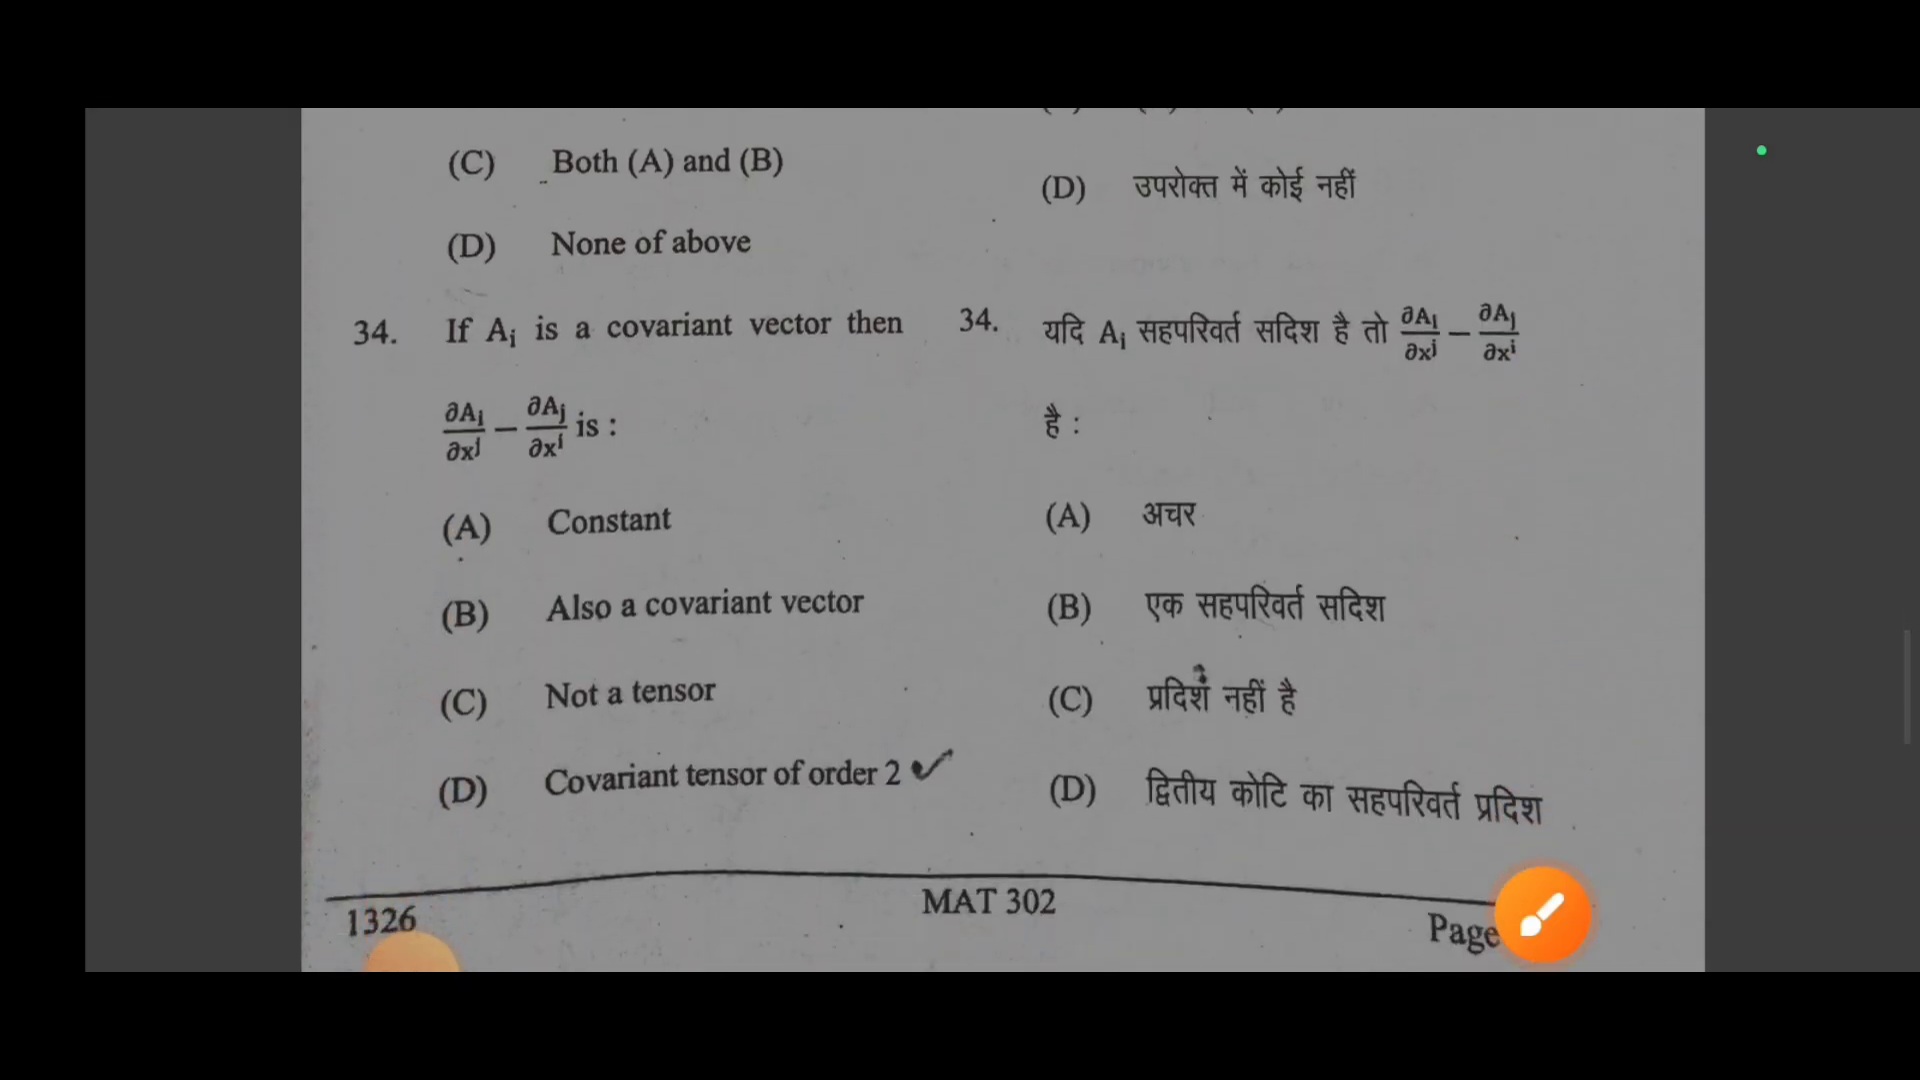 (C) Both (A) and (B)
(D) None of above
34. If Aᵢ is a covariant vector then
∂Aᵢ/∂xʲ − ∂Aⱼ/∂xⁱ is :
(A) Constant
(B) Also a covariant vector
(C) Not a tensor
(D) Covariant tensor of order 2
(D) उपरोक्त में कोई नहीं
34. यदि Aᵢ सहपरिवर्त सदिश है तो ∂Aᵢ/∂xʲ − ∂Aⱼ/∂xⁱ
है :
(A) अचर
(B) एक सहपरिवर्त सदिश
(C) प्रदिश नहीं है
(D) द्वितीय कोटि का सहपरिवर्त प्रदिश
1326 MAT 302 Page